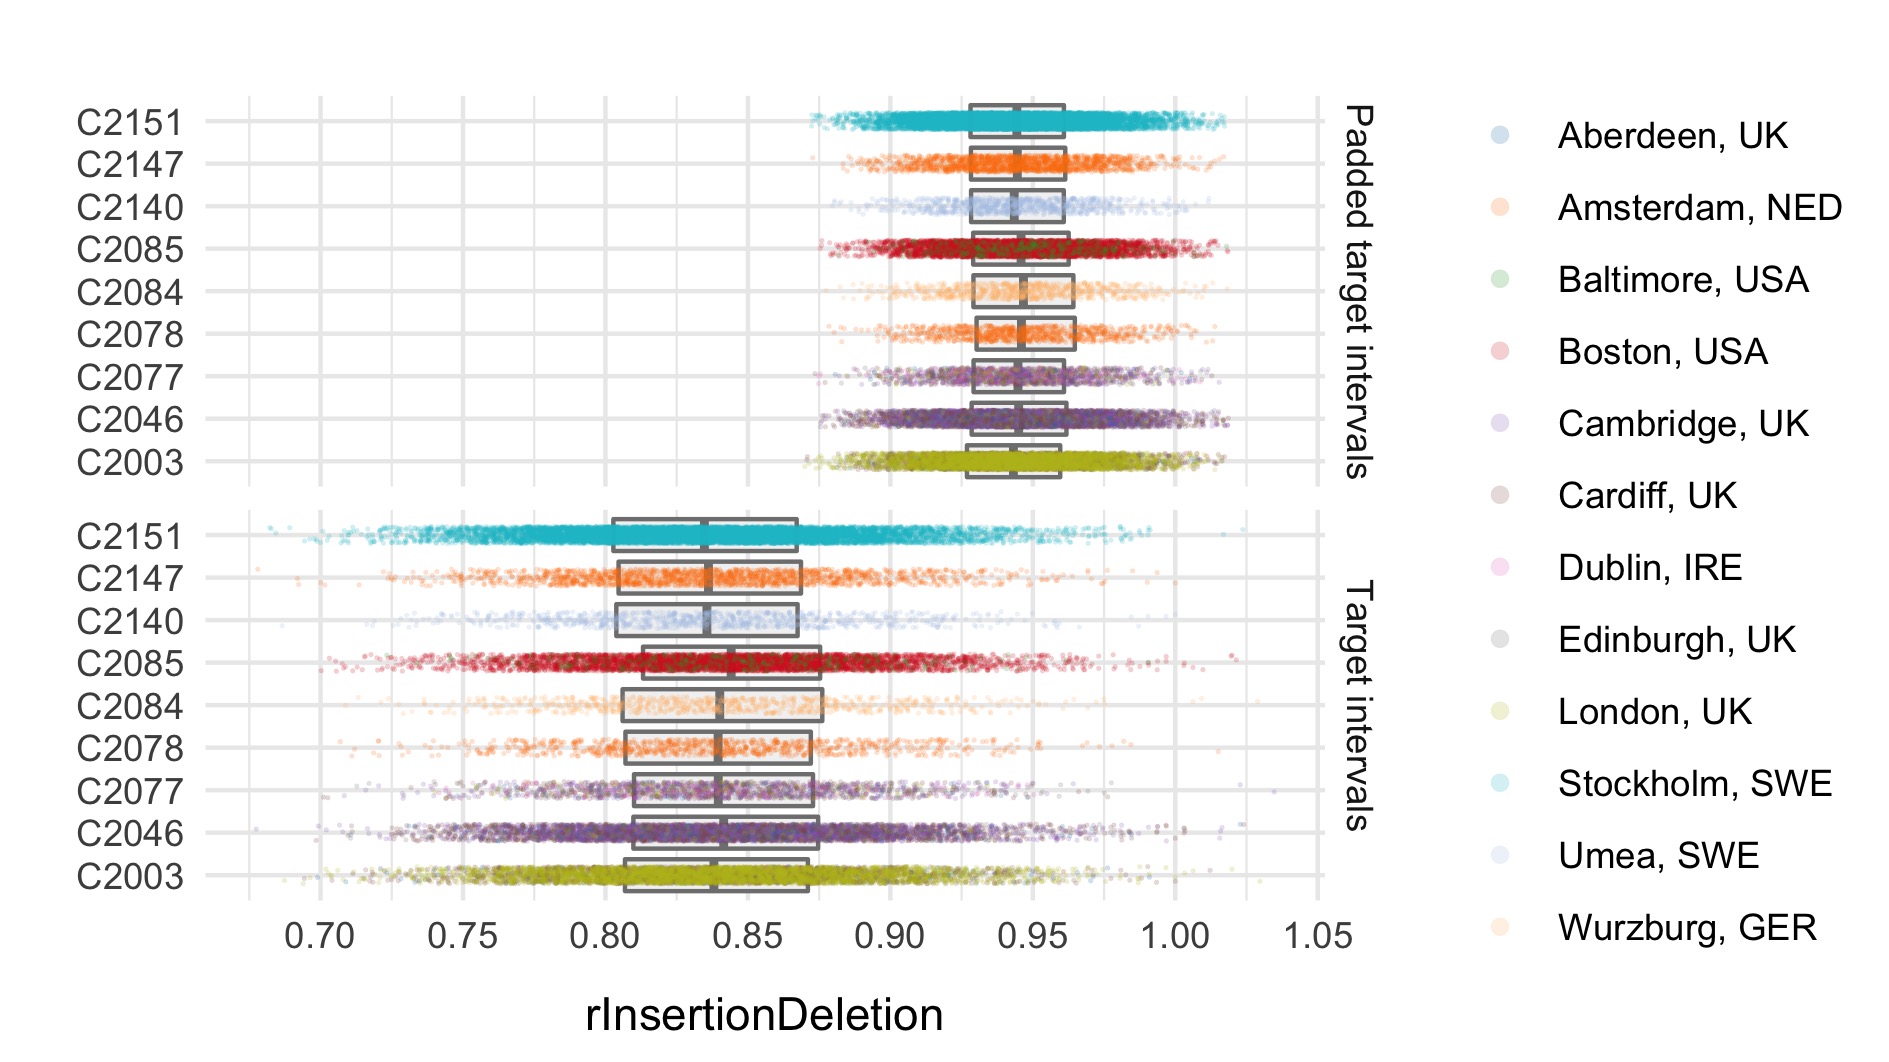 C2151
C2147
C2140
C2085
C2084
C2078
C2077
C2046
C2003
Padded target intervals
C2151
C2147
C2140
C2085
C2084
C2078
C2077
C2046
C2003
Target intervals
0.70 0.75 0.80 0.85 0.90 0.95 1.00 1.05
rInsertionDeletion
Aberdeen, UK
Amsterdam, NED
Baltimore, USA
Boston, USA
Cambridge, UK
Cardiff, UK
Dublin, IRE
Edinburgh, UK
London, UK
Stockholm, SWE
Umea, SWE
Wurzburg, GER